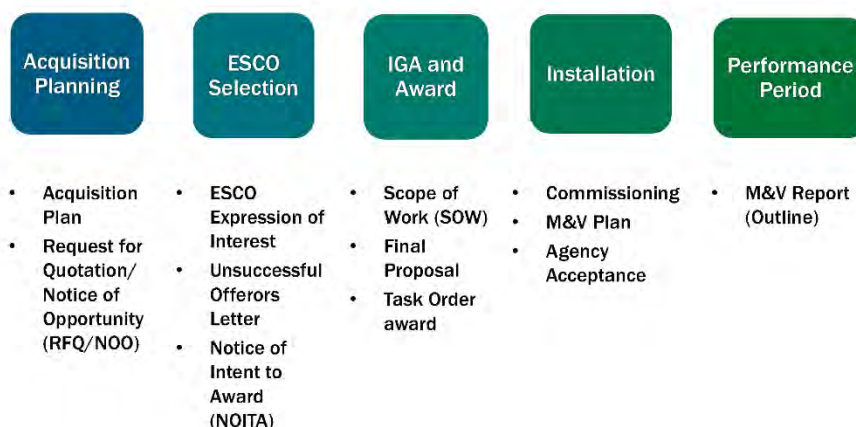 Acquisition
Planning
ESCO
Selection
IGA and
Award
Installation
Performance
Period
• Acquisition
Plan
• Request for
Quotation/
Notice of
Opportunity
(RFQ/NOO)
• ESCO
Expression of
Interest
• Unsuccessful
Offerors
Letter
• Notice of
Intent to
Award
(NOITA)
• Scope of
Work (SOW)
• Final
Proposal
• Task Order
award
• Commissioning
• M&V Plan
• Agency
Acceptance
• M&V Report
(Outline)